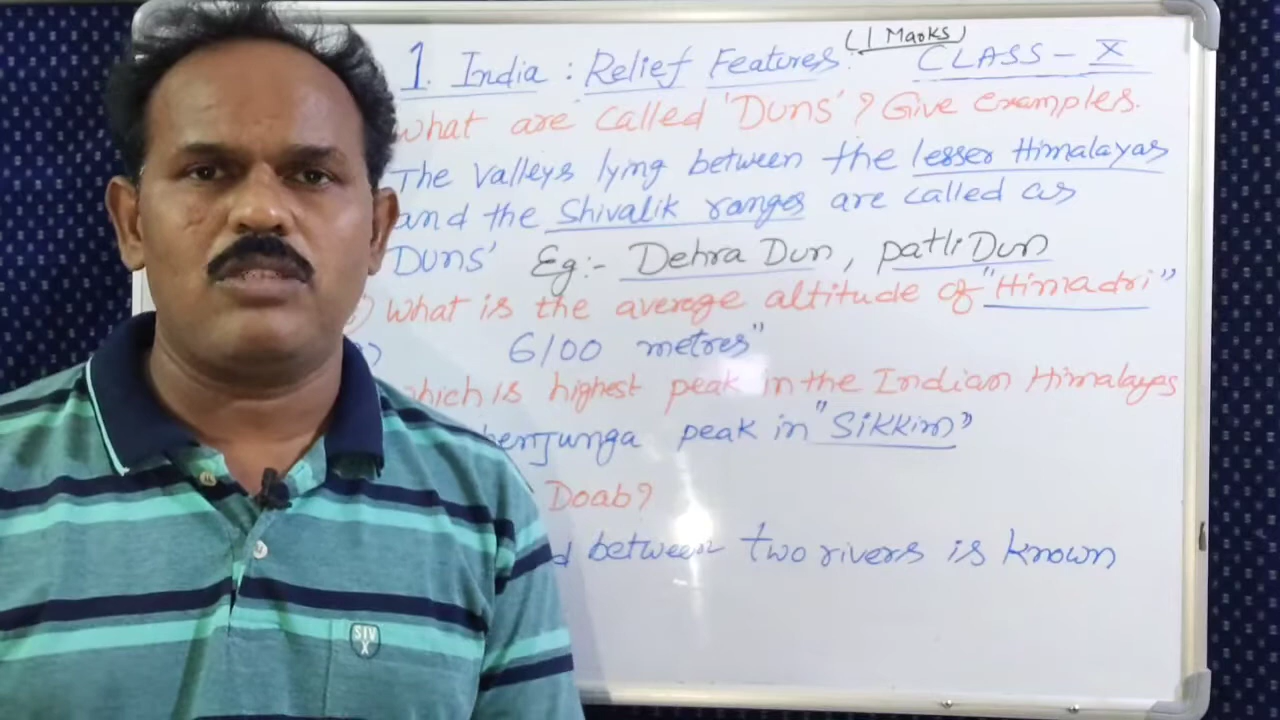 (1 Marks)
1. India : Relief Features. CLASS - X
What are called 'Duns'? Give examples.
The valleys lying between the lesser Himalayas
and the Shivalik ranges are called as
'Duns' Eg:- Dehra Dun, patli Dun
What is the average altitude of "Himadri"
6100 metres"
which is highest peak in the Indian Himalayas
henJunga peak in "Sikkim"
Doab?
between two rivers is known
SIV
X